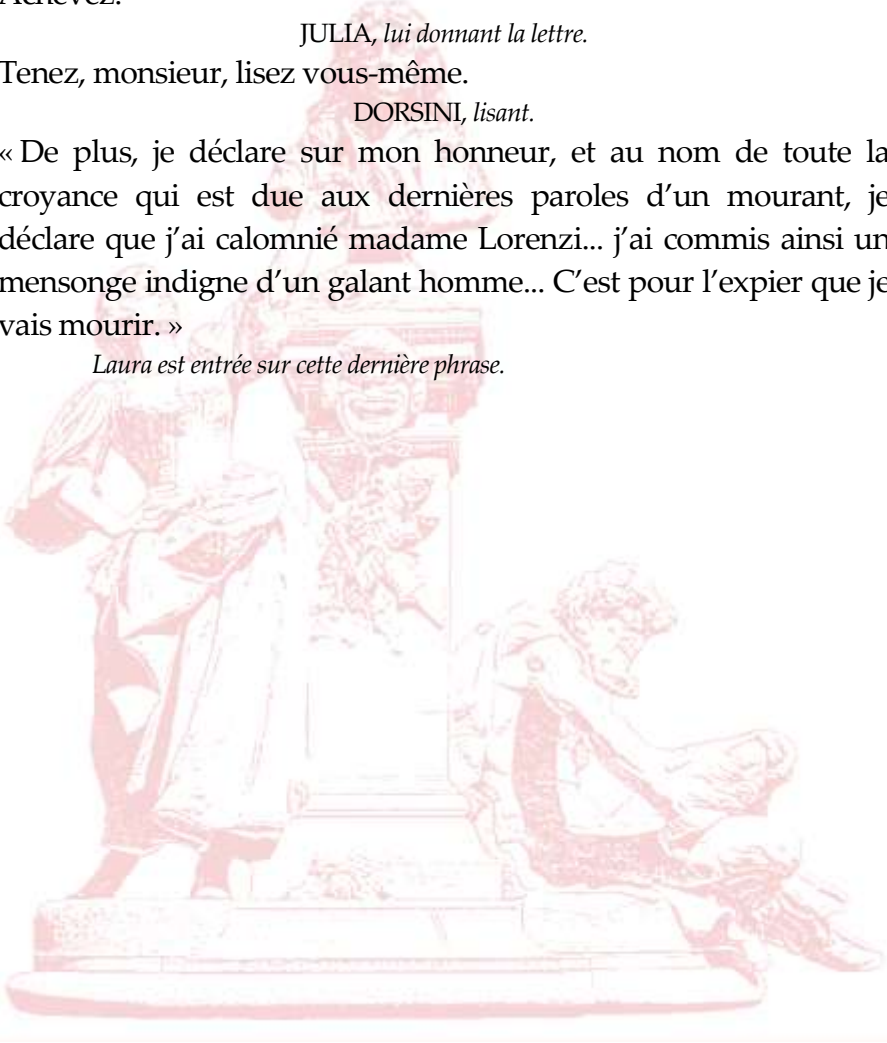 Achevez.
JULIA, lui donnant la lettre.
Tenez, monsieur, lisez vous-même.
DORSINI, lisant.
« De plus, je déclare sur mon honneur, et au nom de toute la
croyance qui est due aux dernières paroles d’un mourant, je
déclare que j’ai calomnié madame Lorenzi... j’ai commis ainsi un
mensonge indigne d’un galant homme... C’est pour l’expier que je
vais mourir. »
Laura est entrée sur cette dernière phrase.